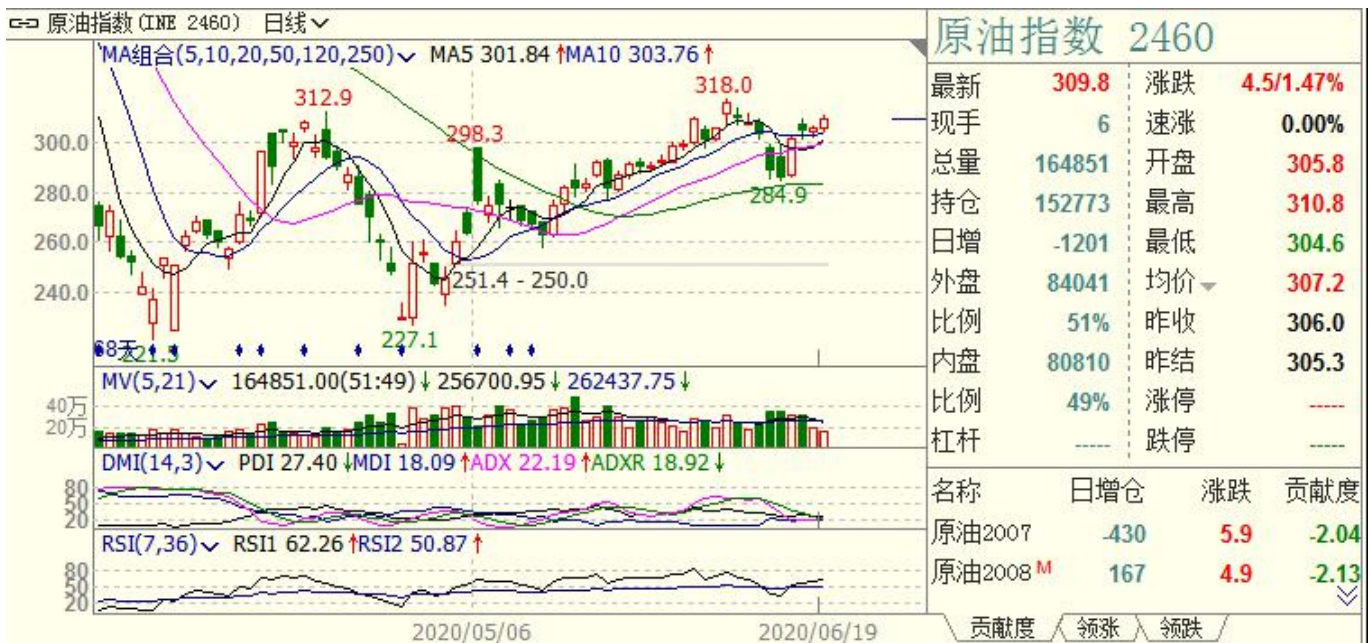 原油指数(INE 2460) 日线
MA组合(5,10,20,50,120,250) MA5 301.84↑MA10 303.76↑
318.0
312.9
298.3
300.0
280.0
284.9
260.0
251.4 - 250.0
240.0
227.1
68天
221.5
MV(5,21) 164851.00(51:49)↓256700.95↓262437.75↓
40万
20万
DMI(14,3) PDI 27.40↓MDI 18.09↑ADX 22.19↑ADXR 18.92↓
80
50
20
RSI(7,36) RSI1 62.26↑RSI2 50.87↑
80
50
20
2020/05/06 2020/06/19
原油指数 2460
最新 309.8 涨跌 4.5/1.47%
现手 6 速涨 0.00%
总量 164851 开盘 305.8
持仓 152773 最高 310.8
日增 -1201 最低 304.6
外盘 84041 均价 307.2
比例 51% 昨收 306.0
内盘 80810 昨结 305.3
比例 49% 涨停 -----
杠杆 ----- 跌停 -----
名称 日增仓 涨跌 贡献度
原油2007 -430 5.9 -2.04
原油2008 M 167 4.9 -2.13
贡献度 领涨 领跌